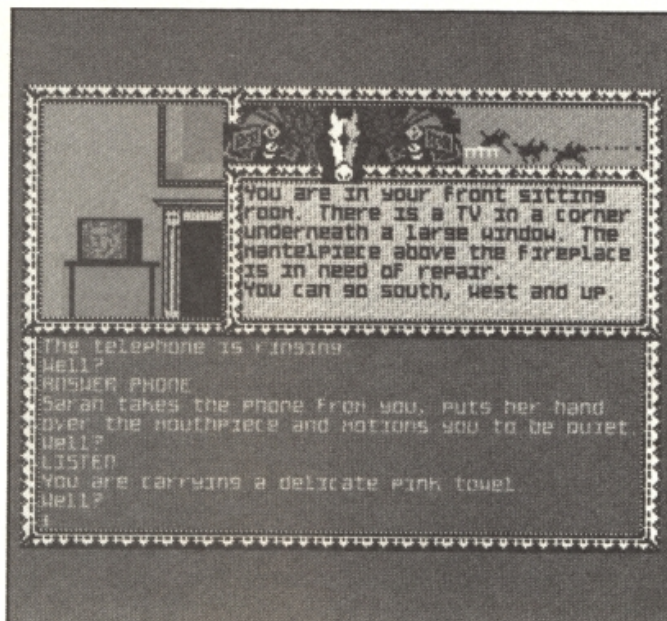 You are in your front sitting
room. There is a TV in a corner
underneath a large window. The
mantelpiece above the fireplace
is in need of repair.
You can go south, west and up.
The telephone is ringing.
Well?
ANSWER PHONE
Sarah takes the phone from you, puts her hand
over the mouthpiece and motions you to be quiet.
Well?
LISTEN
You are carrying a delicate pink towel.
Well?